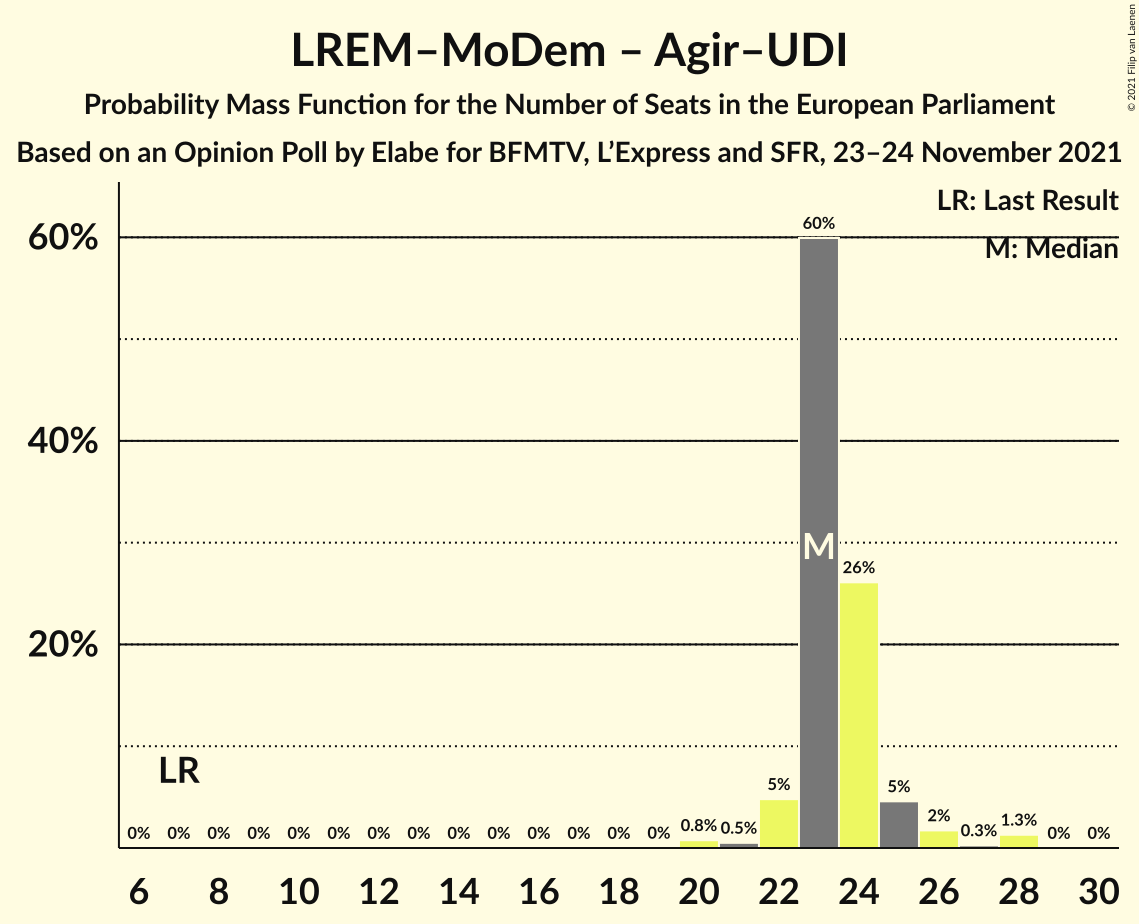 LREM–MoDem – Agir–UDI
Probability Mass Function for the Number of Seats in the European Parliament
Based on an Opinion Poll by Elabe for BFMTV, L’Express and SFR, 23–24 November 2021
© 2021 Filip van Laenen
LR: Last Result
M: Median
60%
40%
20%
60%
M
26%
LR
0% 0% 0% 0% 0% 0% 0% 0% 0% 0% 0% 0% 0% 0% 0.8% 0.5% 5% 5% 2% 0.3% 1.3% 0% 0%
6 8 10 12 14 16 18 20 22 24 26 28 30